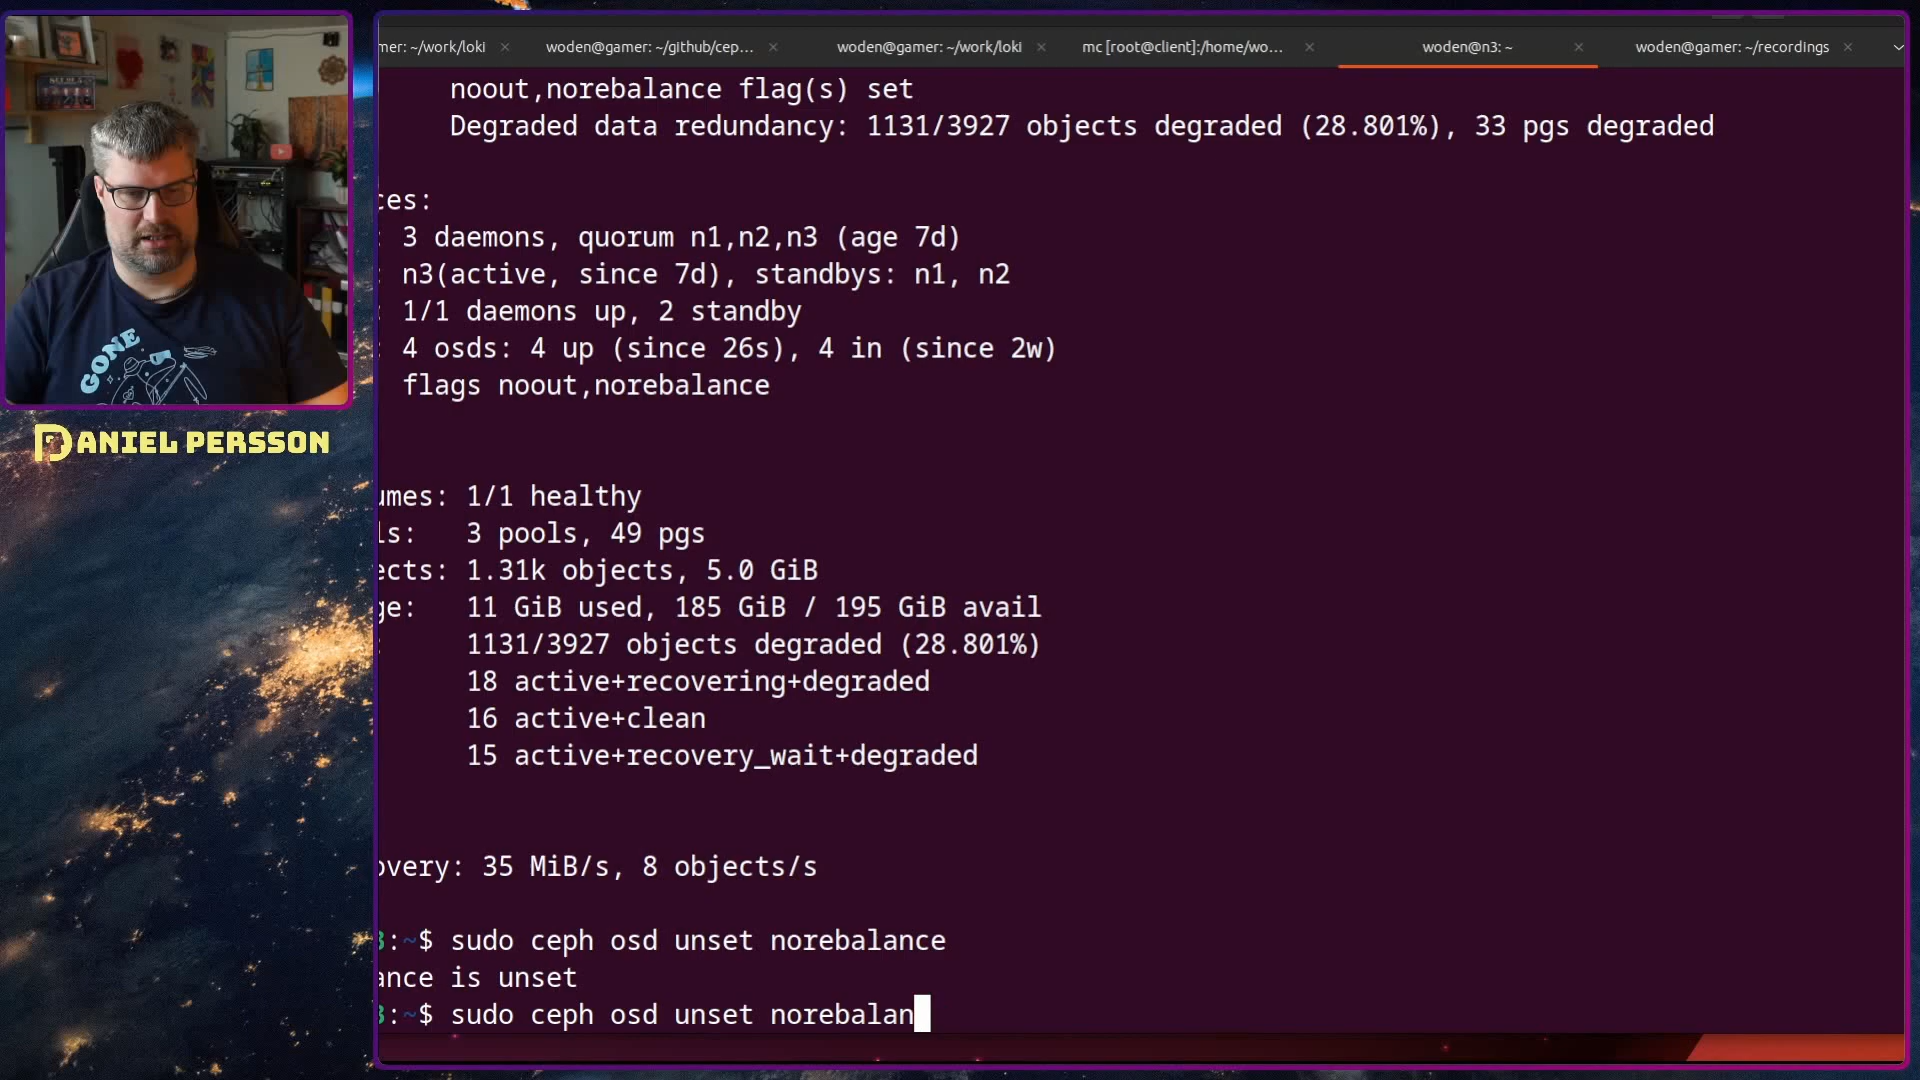 mer: ~/work/loki
woden@gamer: ~/github/cep...
woden@gamer: ~/work/loki
mc [root@client]:/home/wo...
woden@n3: ~
woden@gamer: ~/recordings
noout,norebalance flag(s) set
Degraded data redundancy: 1131/3927 objects degraded (28.801%), 33 pgs degraded
ces:
: 3 daemons, quorum n1,n2,n3 (age 7d)
: n3(active, since 7d), standbys: n1, n2
: 1/1 daemons up, 2 standby
: 4 osds: 4 up (since 26s), 4 in (since 2w)
flags noout,norebalance
umes: 1/1 healthy
ls: 3 pools, 49 pgs
ects: 1.31k objects, 5.0 GiB
ge: 11 GiB used, 185 GiB / 195 GiB avail
: 1131/3927 objects degraded (28.801%)
18 active+recovering+degraded
16 active+clean
15 active+recovery_wait+degraded
overy: 35 MiB/s, 8 objects/s
3:~$ sudo ceph osd unset norebalance
ance is unset
3:~$ sudo ceph osd unset norebalan
GONE
DANIEL PERSSON